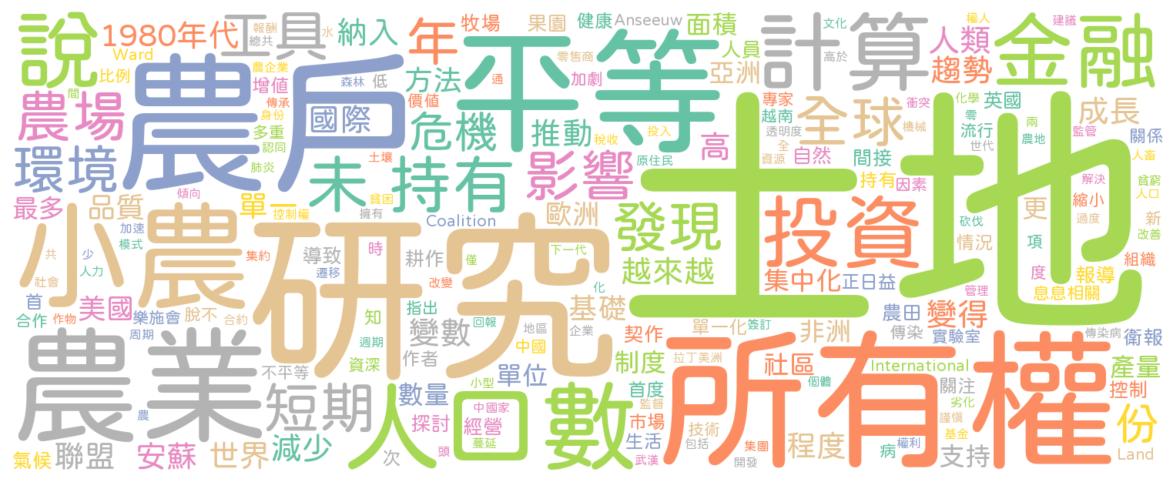 說
1980年代
工具
納入
年
牧場
果園
健康
Anseeuw
面積
人類
金融
平等
計算
Ward
比例
農企業
增值
報酬
總共
水
農戶
森林
低
方法
通
零售商
加劇
人員
亞洲
高於
文化
權人
趨勢
建議
農場
間
傳承
身份
多重
認同
國際
價值
危機
推動
稅收
投入
高
專家
越南
透明度
全
資源
全球
機械
化學
零
英國
流行
世代
衝突
兩
農地
成長
監管
關係
人畜
環境
肺炎
未
持有
土壤
影響
原住民
自然
間接
持有
因素
解決
縮小
貧窮
人口
過度
土地
最多
品質
傾向
單一
控制權
貧困
擁有
Coalition
歐洲
發現
投資
更
砍伐
項
新
改善
小農
加速
模式
集約
導致
遷移
時
耕作
研究
下一代
僅
化
越來越
集中化
正日益
情況
度
報導
組織
息息相關
共
少
社會
人力
首
合作
作物
周期
美國
樂施會
脫不
合約
改變
指出
知
週期
變數
回報
地區
企業
基礎
契作
單一化
簽訂
非洲
農田
傳染
管理
變得
實驗室
傳染病
衛報
農業
短期
不平等
資深
作者
中國
小型
單位
制度
首度
拉丁美洲
社區
個體
International
關注
劣化
產量
控制
農
人口數
數量
探討
中國家
經營
蔓延
頭
次
市場
監督
生活
武漢
技術
包括
集團
開發
程度
病
權利
所有權
謹慎
基金
支持
份
Land
氣候
聯盟
安蘇
世界
減少